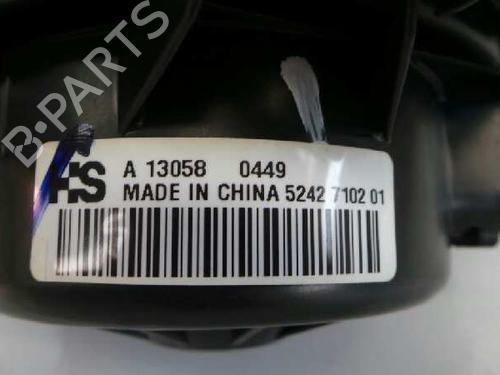 B-PARTS
HS A 13058 0449
MADE IN CHINA 5242 7102 01